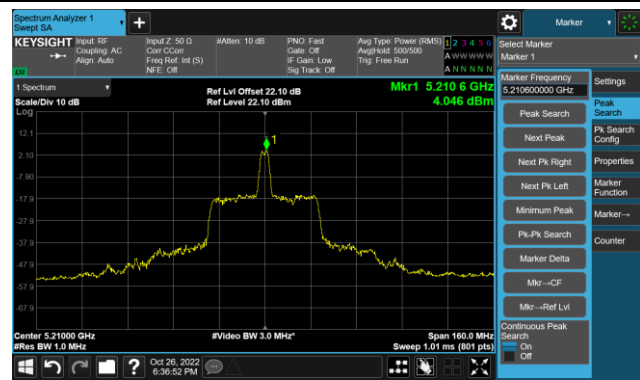 Spectrum Analyzer 1
Swept SA
+
Marker
KEYSIGHT
Input: RF
Coupling: AC
Align: Auto
Input Z: 50 Ω
Corr CCorr
Freq Ref: Int (S)
NFE: Off
#Atten: 10 dB
PNO: Fast
Gate: Off
IF Gain: Low
Sig Track: Off
Avg Type: Power (RMS)
Avg|Hold: 500/500
Trig: Free Run
1 2 3 4 5 6
A W W W W W
A N N N N N
LXI
Select Marker
Marker 1
1 Spectrum
Scale/Div 10 dB
Log
Ref Lvl Offset 22.10 dB
Ref Level 22.10 dBm
Mkr1 5.210 6 GHz
4.046 dBm
12.1
2.10
-7.90
-17.9
-27.9
-37.9
-47.9
-57.9
-67.9
1
Center 5.21000 GHz
#Res BW 1.0 MHz
#Video BW 3.0 MHz*
Span 160.0 MHz
Sweep 1.01 ms (801 pts)
Marker Frequency
5.210600000 GHz
Peak Search
Next Peak
Next Pk Right
Next Pk Left
Minimum Peak
Pk-Pk Search
Marker Delta
Mkr→CF
Mkr→Ref Lvl
Continuous Peak
Search
On
Off
Settings
Peak
Search
Pk Search
Config
Properties
Marker
Function
Marker→
Counter
?
Oct 26, 2022
6:36:52 PM